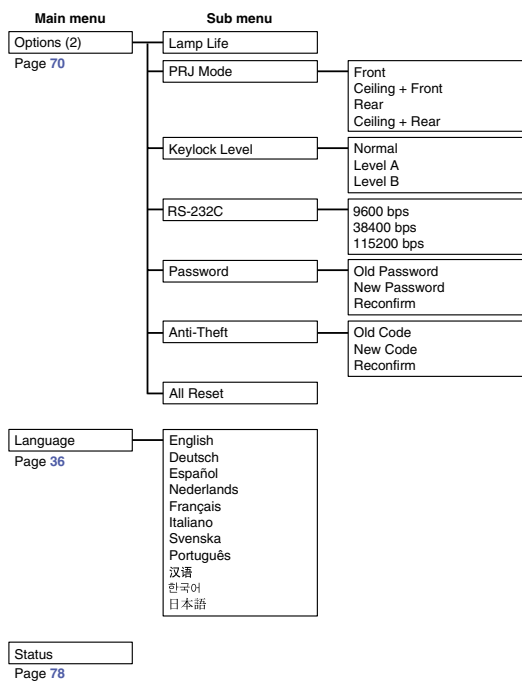 Main menu
Sub menu
Options (2)
Page 70
Lamp Life
PRJ Mode
Front
Ceiling + Front
Rear
Ceiling + Rear
Keylock Level
Normal
Level A
Level B
RS-232C
9600 bps
38400 bps
115200 bps
Password
Old Password
New Password
Reconfirm
Anti-Theft
Old Code
New Code
Reconfirm
All Reset
Language
Page 36
English
Deutsch
Español
Nederlands
Français
Italiano
Svenska
Português
汉语
한국어
日本語
Status
Page 78